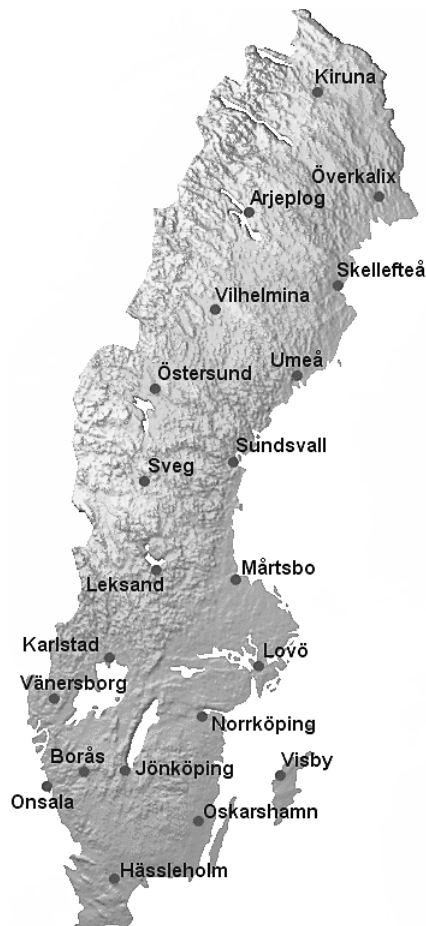 Kiruna
Överkalix
Arjeplog
Skellefteå
Vilhelmina
Umeå
Östersund
Sundsvall
Sveg
Mårtsbo
Leksand
Karlstad
Lovö
Vänersborg
Norrköping
Borås
Jönköping
Visby
Onsala
Oskarshamn
Hässleholm